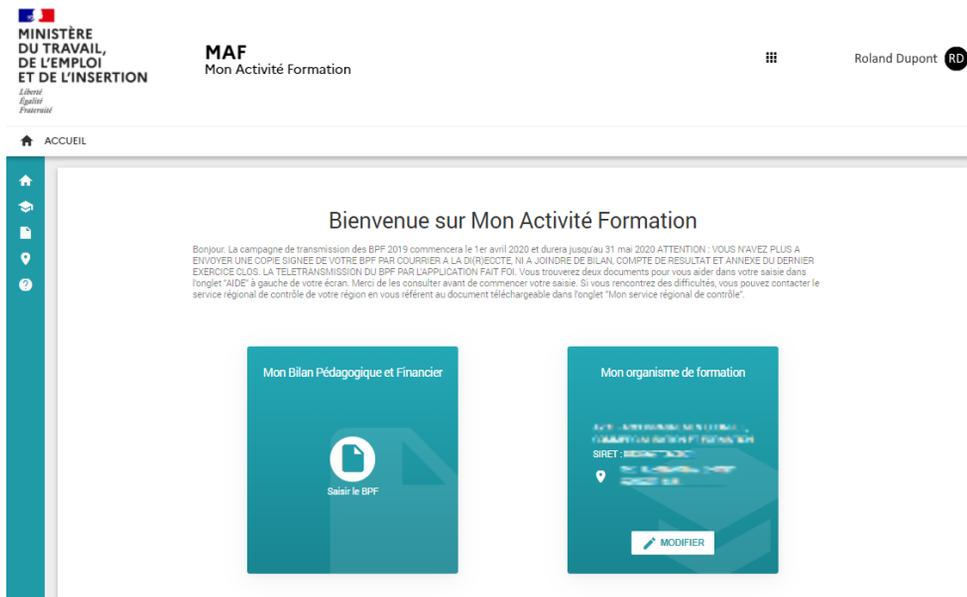 MINISTÈRE
DU TRAVAIL,
DE L'EMPLOI
ET DE L'INSERTION
Liberté
Égalité
Fraternité
MAF
Mon Activité Formation
Roland Dupont RD
ACCUEIL
Bienvenue sur Mon Activité Formation
Bonjour. La campagne de transmission des BPF 2019 commencera le 1er avril 2020 et durera jusqu'au 31 mai 2020 ATTENTION : VOUS N'AVEZ PLUS A
ENVOYER UNE COPIE SIGNEE DE VOTRE BPF PAR COURRIER A LA DI(R)ECCTE, NI A JOINDRE DE BILAN, COMPTE DE RESULTAT ET ANNEXE DU DERNIER
EXERCICE CLOS. LA TELETRANSMISSION DU BPF PAR L'APPLICATION FAIT FOI. Vous trouverez deux documents pour vous aider dans votre saisie dans
l'onglet "AIDE" à gauche de votre écran. Merci de les consulter avant de commencer votre saisie. Si vous rencontrez des difficultés, vous pouvez contacter le
service régional de contrôle de votre région en vous référent au document téléchargeable dans l'onglet "Mon service régional de contrôle".
Mon Bilan Pédagogique et Financier
Saisir le BPF
Mon organisme de formation
SIRET :
MODIFIER